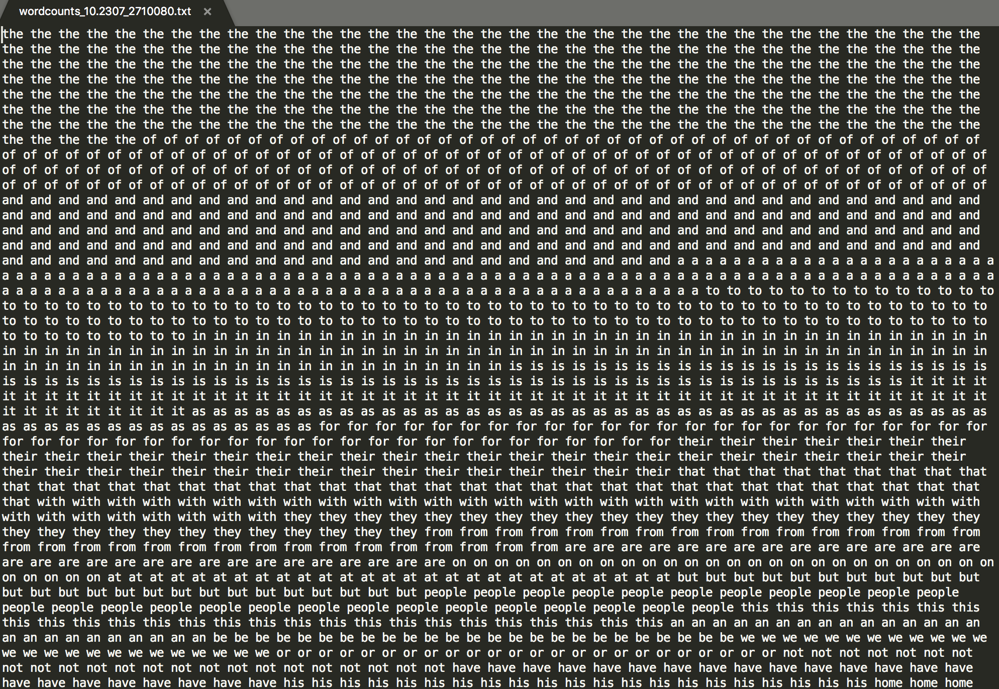 wordcounts_10.2307_2710080.txt ×
the the the the the the the the the the the the the the the the the the the the the the the the the the the the the the the the the the the
the the the the the the the the the the the the the the the the the the the the the the the the the the the the the the the the the the the
the the the the the the the the the the the the the the the the the the the the the the the the the the the the the the the the the the the
the the the the the the the the the the the the the the the the the the the the the the the the the the the the the the the the the the the
the the the the the the the the the the the the the the the the the the the the the the the the the the the the the the the the the the the
the the the the the the the the the the the the the the the the the the the the the the the the the the the the the the the the the the the
the the the the the the the the the the the the the the the the the the the the the the the the the the the the the the the the the the the
the the the the the of of of of of of of of of of of of of of of of of of of of of of of of of of of of of of of of of of of of of of of of
of of of of of of of of of of of of of of of of of of of of of of of of of of of of of of of of of of of of of of of of of of of of of of of
of of of of of of of of of of of of of of of of of of of of of of of of of of of of of of of of of of of of of of of of of of of of of of of
of of of of of of of of of of of of of of of of of of of of of of of of of of of of of of of of of of of of of of of of of of of of of of of
and and and and and and and and and and and and and and and and and and and and and and and and and and and and and and and and and and and
and and and and and and and and and and and and and and and and and and and and and and and and and and and and and and and and and and and
and and and and and and and and and and and and and and and and and and and and and and and and and and and and and and and and and and and
and and and and and and and and and and and and and and and and and and and and and and and and and and and and and and and and and and and
and and and and and and and and and and and and and and and and and and and and and and and and a a a a a a a a a a a a a a a a a a a a a a a
a a a a a a a a a a a a a a a a a a a a a a a a a a a a a a a a a a a a a a a a a a a a a a a a a a a a a a a a a a a a a a a a a a a a a a a
a a a a a a a a a a a a a a a a a a a a a a a a a a a a a a a a a a a a a a a a a a a a a a a a a a to to to to to to to to to to to to to to
to to to to to to to to to to to to to to to to to to to to to to to to to to to to to to to to to to to to to to to to to to to to to to to
to to to to to to to to to to to to to to to to to to to to to to to to to to to to to to to to to to to to to to to to to to to to to to to
to to to to to to to to to in in in in in in in in in in in in in in in in in in in in in in in in in in in in in in in in in in in in in
in in in in in in in in in in in in in in in in in in in in in in in in in in in in in in in in in in in in in in in in in in in in in in in
in in in in in in in in in in in in in in in in in in in in in in in in is is is is is is is is is is is is is is is is is is is is is is is
is is is is is is is is is is is is is is is is is is is is is is is is is is is is is is is is is is is is is is is is is is is it it it it
it it it it it it it it it it it it it it it it it it it it it it it it it it it it it it it it it it it it it it it it it it it it it it it
it it it it it it it it it as as as as as as as as as as as as as as as as as as as as as as as as as as as as as as as as as as as as as as
as as as as as as as as as as as as as as as for for for for for for for for for for for for for for for for for for for for for for for for
for for for for for for for for for for for for for for for for for for for for for for for for their their their their their their their
their their their their their their their their their their their their their their their their their their their their their their their
their their their their their their their their their their their their their their their their that that that that that that that that that
that that that that that that that that that that that that that that that that that that that that that that that that that that that that
that with with with with with with with with with with with with with with with with with with with with with with with with with with with
with with with with with with with with they they they they they they they they they they they they they they they they they they they they
they they they they they they they they they they they they from from from from from from from from from from from from from from from from
from from from from from from from from from from from from from from from from are are are are are are are are are are are are are are are
are are are are are are are are are are are are are are are are on on on on on on on on on on on on on on on on on on on on on on on on on on
on on on on on at at at at at at at at at at at at at at at at at at at at at at at at at at at but but but but but but but but but but but
but but but but but but but but but but but but but but but people people people people people people people people people people people
people people people people people people people people people people people people people people people this this this this this this this
this this this this this this this this this this this this this this this this this this this an an an an an an an an an an an an an an an
an an an an an an an an an an be be be be be be be be be be be be be be be be be be be be be be be be be we we we we we we we we we we we we
we we we we we we we we we we we we we or or or or or or or or or or or or or or or or or or or or or or or or not not not not not not not
not not not not not not not not not not not not not not not not have have have have have have have have have have have have have have have
have have have have have have have have his his his his his his his his his his his his his his his his his his his his his home home home